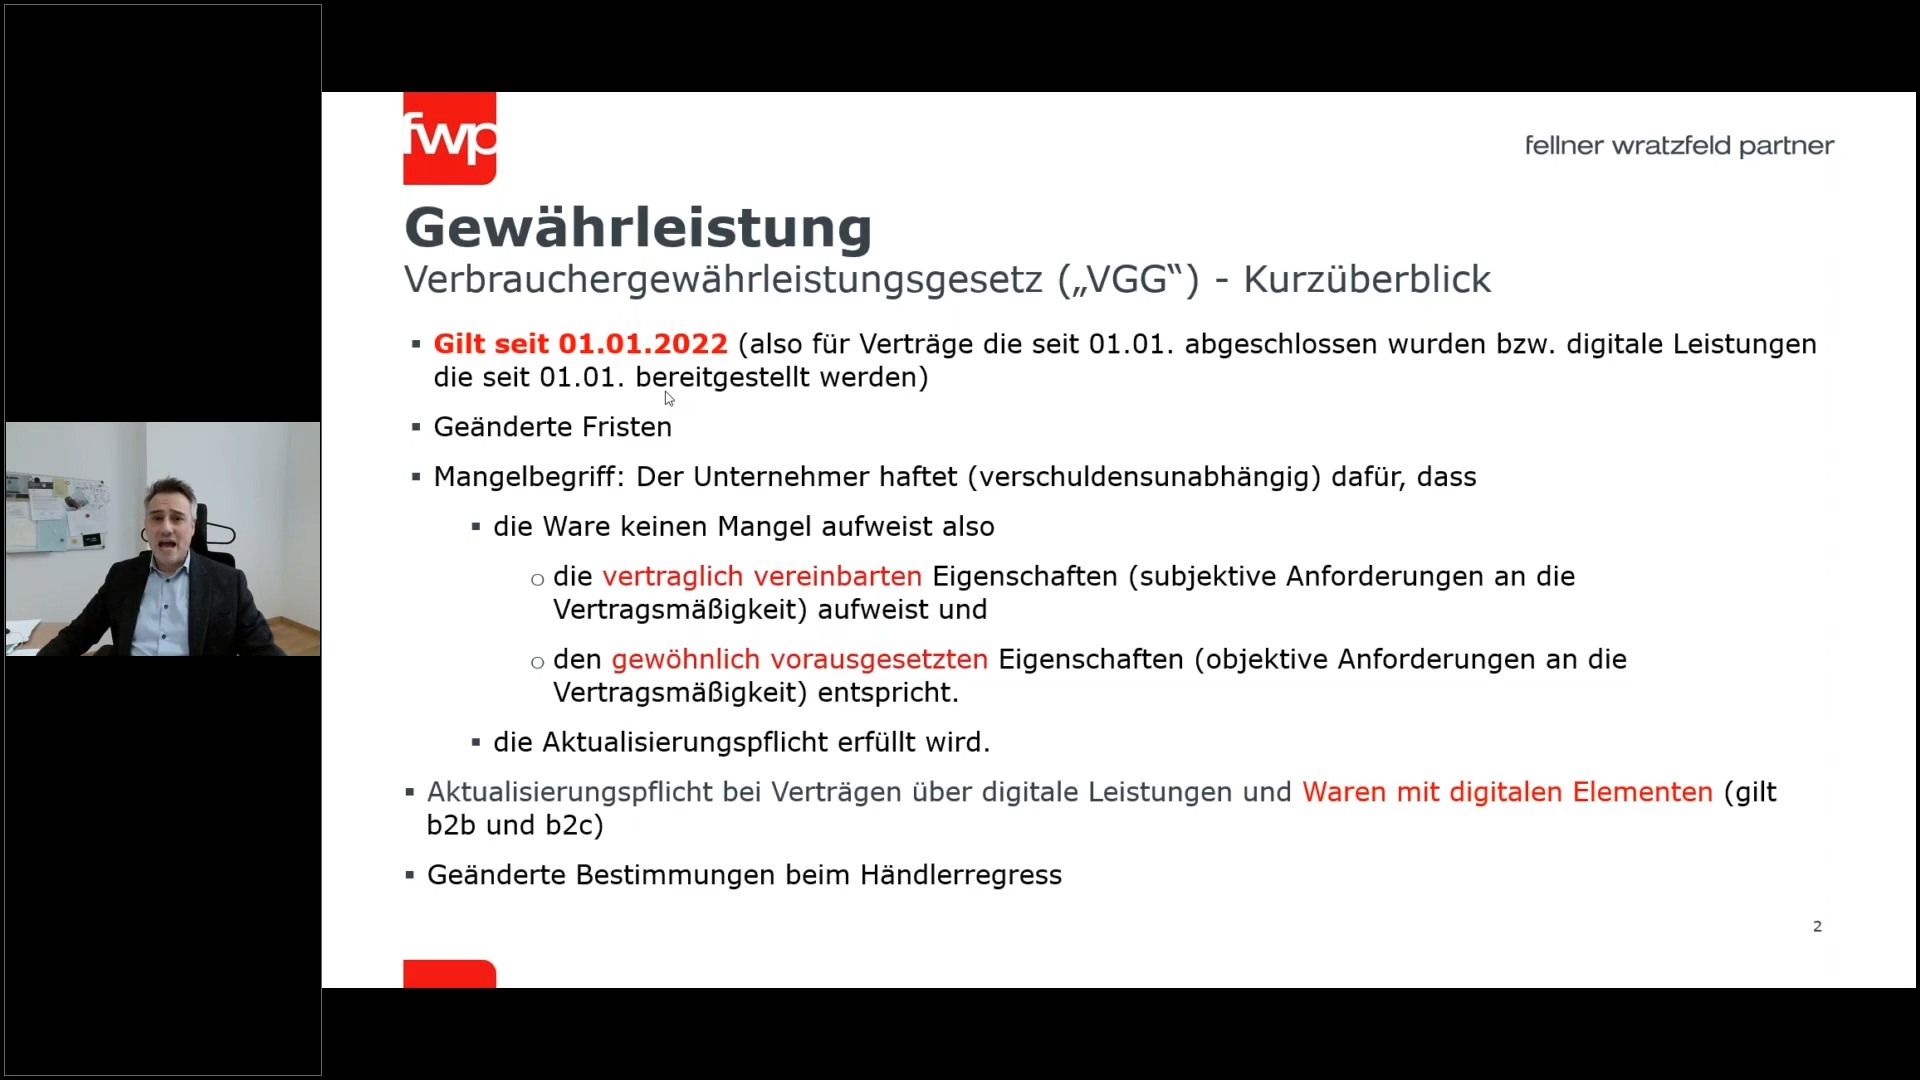 fwp
fellner wratzfeld partner
Gewährleistung
Verbrauchergewährleistungsgesetz („VGG“) - Kurzüberblick
▪ Gilt seit 01.01.2022 (also für Verträge die seit 01.01. abgeschlossen wurden bzw. digitale Leistungen
die seit 01.01. bereitgestellt werden)
▪ Geänderte Fristen
▪ Mangelbegriff: Der Unternehmer haftet (verschuldensunabhängig) dafür, dass
▪ die Ware keinen Mangel aufweist also
o die vertraglich vereinbarten Eigenschaften (subjektive Anforderungen an die
Vertragsmäßigkeit) aufweist und
o den gewöhnlich vorausgesetzten Eigenschaften (objektive Anforderungen an die
Vertragsmäßigkeit) entspricht.
▪ die Aktualisierungspflicht erfüllt wird.
▪ Aktualisierungspflicht bei Verträgen über digitale Leistungen und Waren mit digitalen Elementen (gilt
b2b und b2c)
▪ Geänderte Bestimmungen beim Händlerregress
2